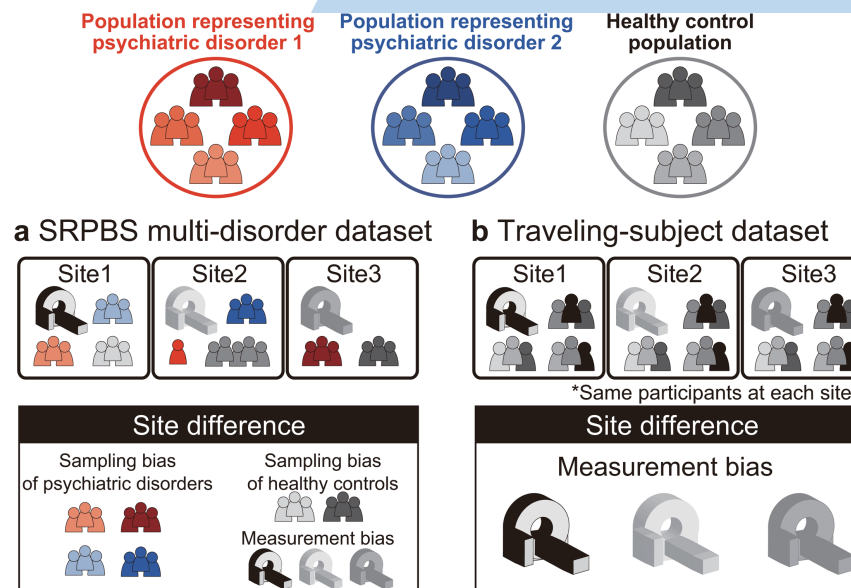 Population representing
psychiatric disorder 1
Population representing
psychiatric disorder 2
Healthy control
population
a SRPBS multi-disorder dataset
Site1
Site2
Site3
b Traveling-subject dataset
Site1
Site2
Site3
*Same participants at each site
Site difference
Sampling bias
of psychiatric disorders
Sampling bias
of healthy controls
Measurement bias
Site difference
Measurement bias